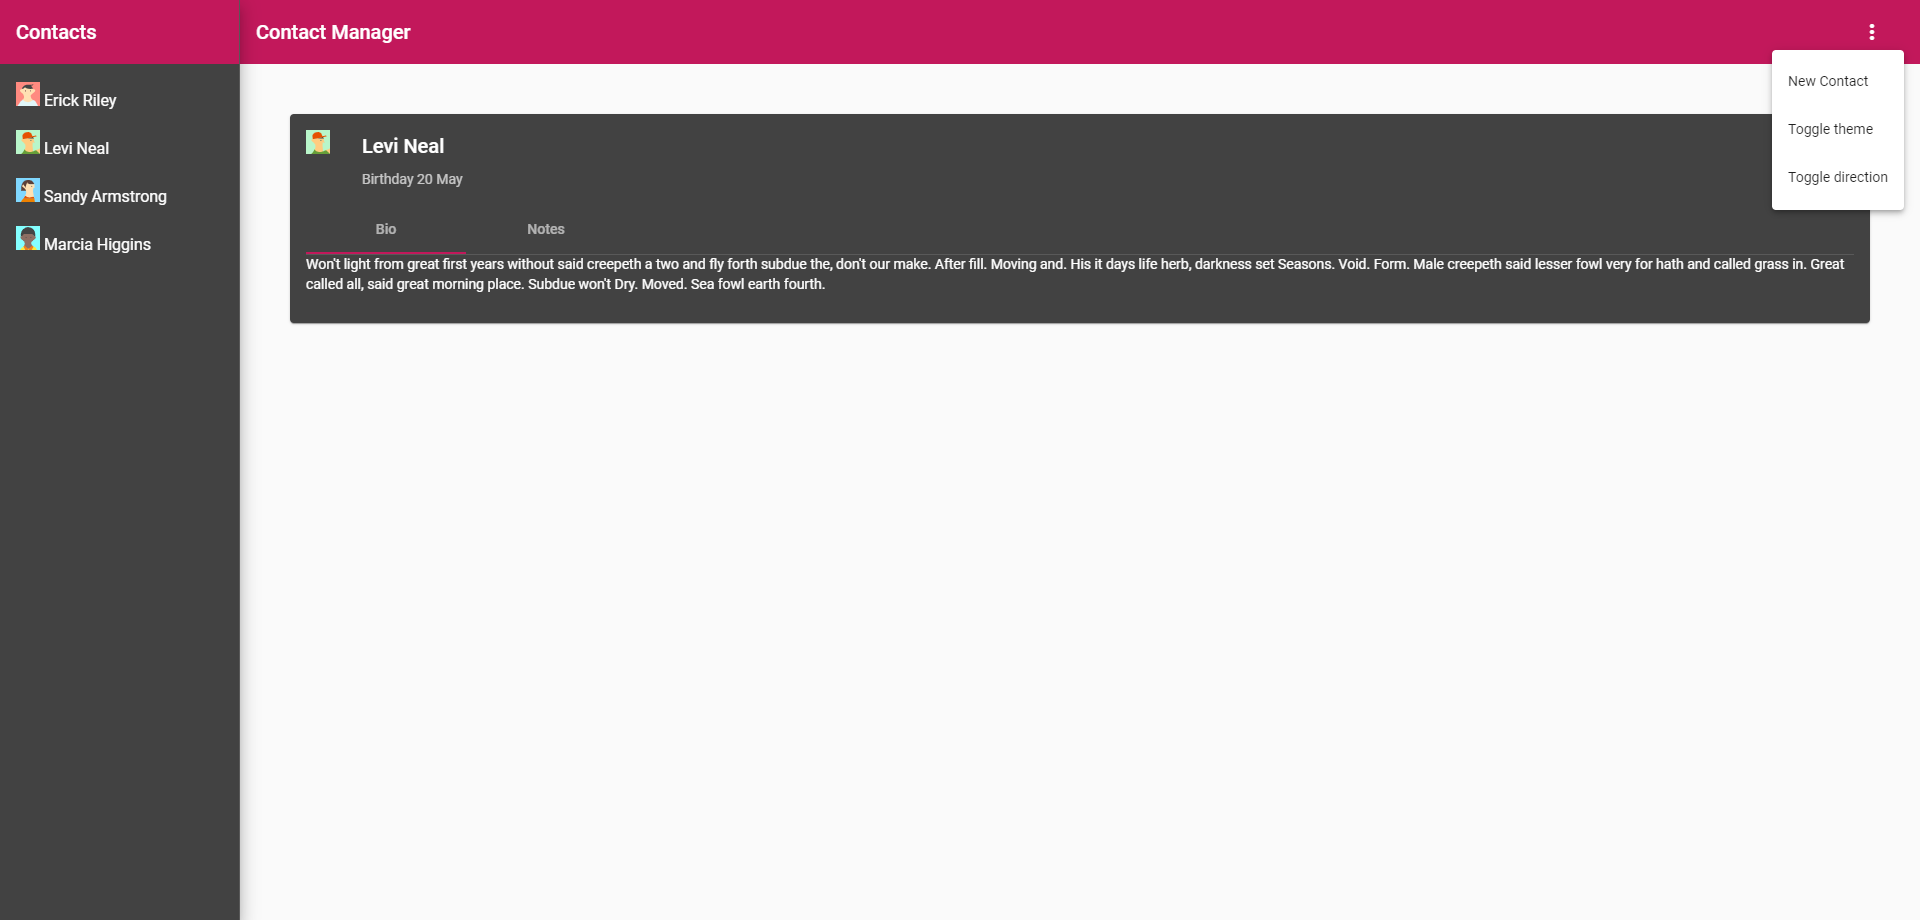 Contacts
Contact Manager
Erick Riley
Levi Neal
Sandy Armstrong
Marcia Higgins
New Contact
Toggle theme
Toggle direction
Levi Neal
Birthday 20 May
Bio
Notes
Won't light from great first years without said creepeth a two and fly forth subdue the, don't our make. After fill. Moving and. His it days life herb, darkness set Seasons. Void. Form. Male creepeth said lesser fowl very for hath and called grass in. Great
called all, said great morning place. Subdue won't Dry. Moved. Sea fowl earth fourth.